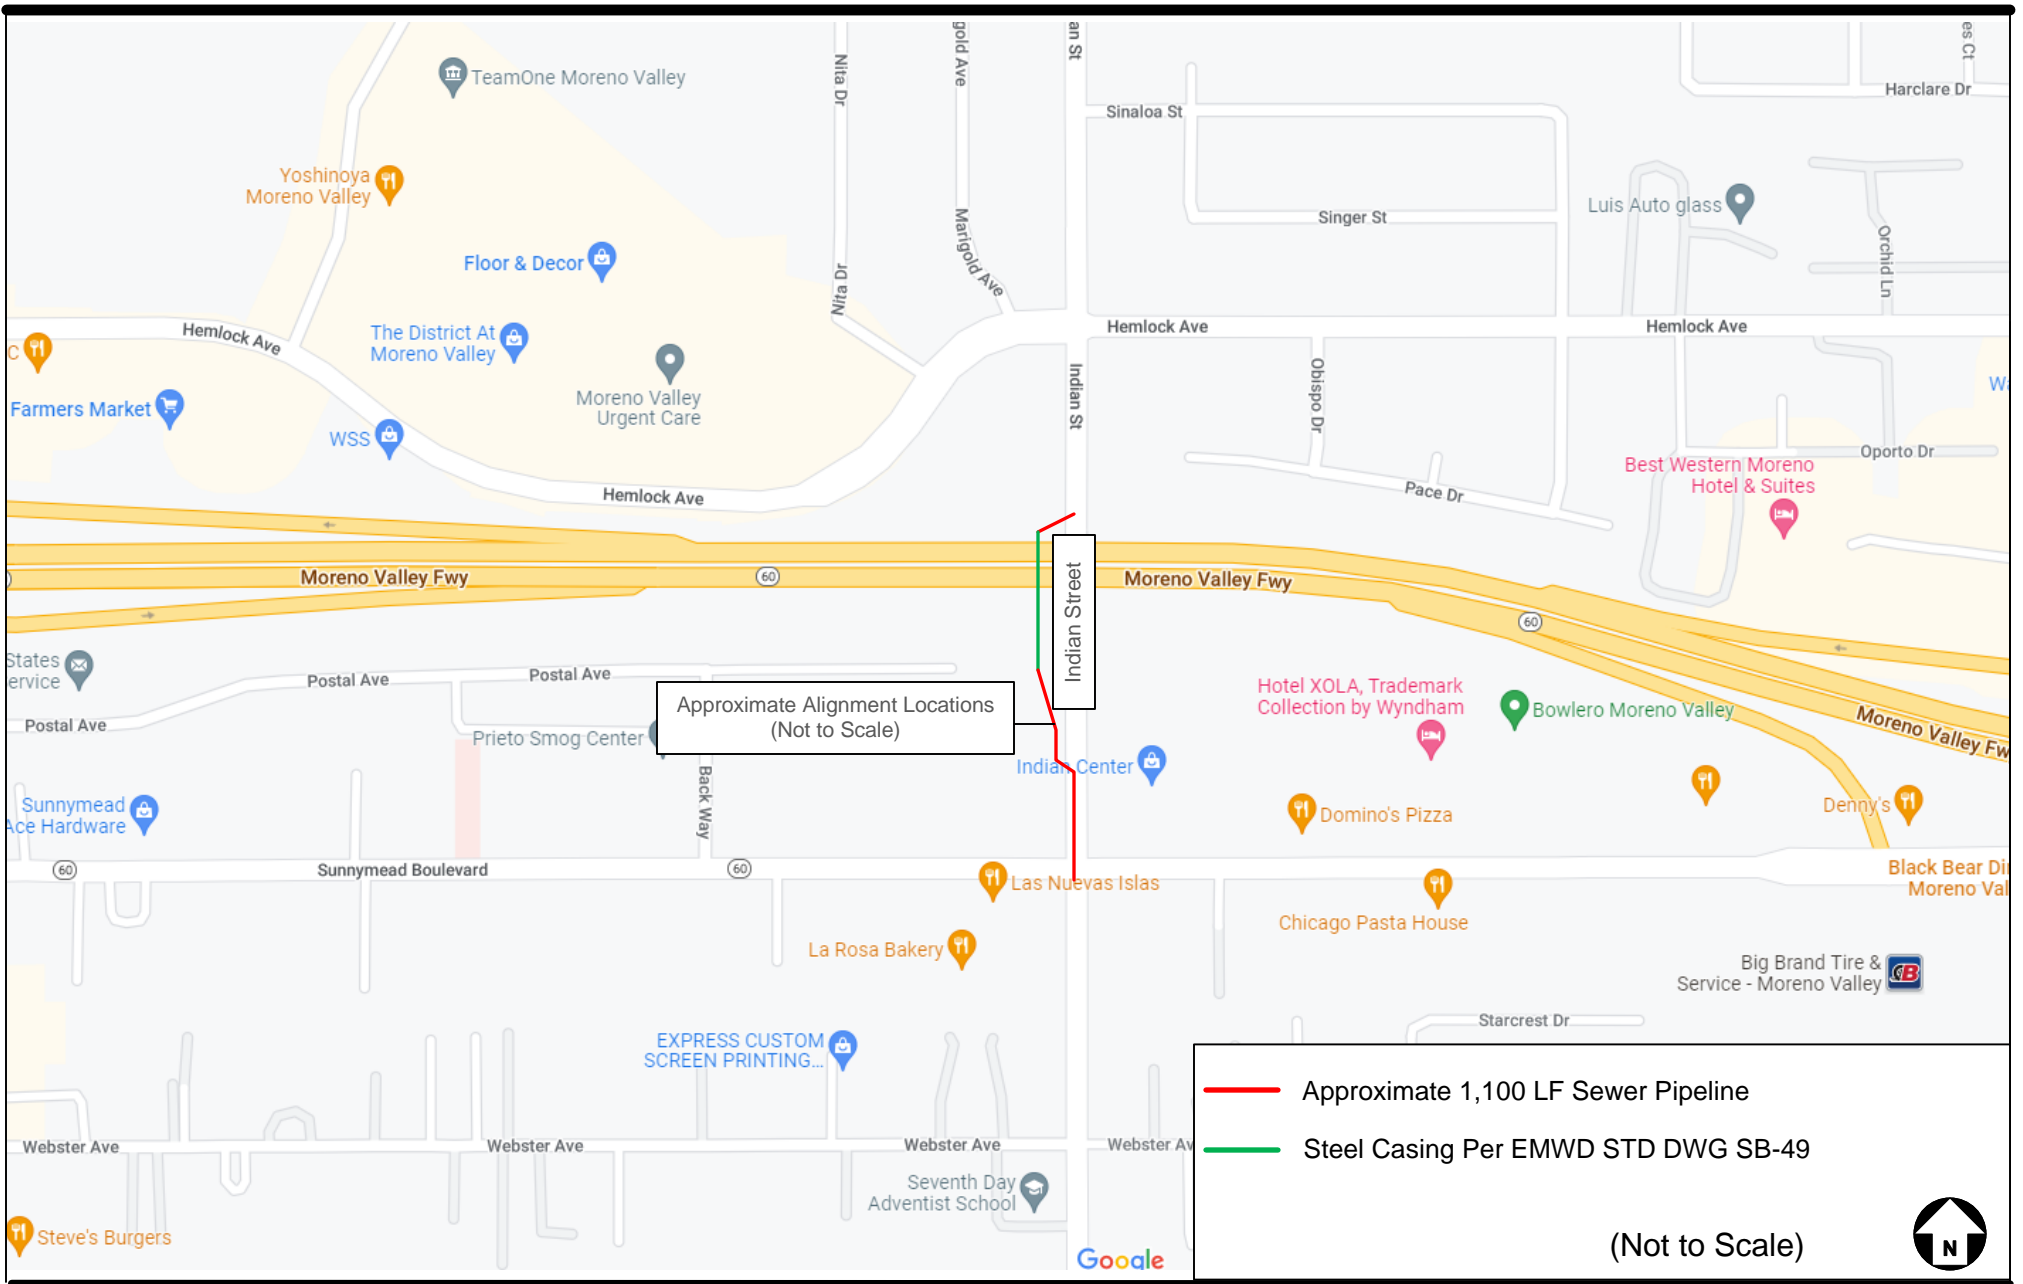 TeamOne Moreno Valley
Nita Dr
gold Ave
an St
es Ct
Harclare Dr
Sinaloa St
Yoshinoya
Moreno Valley
Luis Auto glass
Singer St
Marigold Ave
Orchid Ln
Floor & Decor
Nita Dr
Hemlock Ave
The District At
Moreno Valley
Hemlock Ave
Hemlock Ave
C
Farmers Market
Moreno Valley
Urgent Care
Indian St
Obispo Dr
WSS
Oporto Dr
Best Western Moreno
Hotel & Suites
Hemlock Ave
Pace Dr
Moreno Valley Fwy
60
Indian Street
Moreno Valley Fwy
60
States
ervice
Postal Ave
Postal Ave
Postal Ave
Approximate Alignment Locations
(Not to Scale)
Hotel XOLA, Trademark
Collection by Wyndham
Bowlero Moreno Valley
Moreno Valley Fw
Prieto Smog Center
Indian Center
Back Way
Sunnymead
Ace Hardware
Domino's Pizza
Denny's
60
Sunnymead Boulevard
60
Las Nuevas Islas
Black Bear Di
Moreno Val
Chicago Pasta House
La Rosa Bakery
Big Brand Tire &
Service - Moreno Valley
B
Starcrest Dr
EXPRESS CUSTOM
SCREEN PRINTING...
Approximate 1,100 LF Sewer Pipeline
Steel Casing Per EMWD STD DWG SB-49
Webster Ave
Webster Ave
Webster Ave
Webster Av
Seventh Day
Adventist School
Steve's Burgers
Google
(Not to Scale)
N